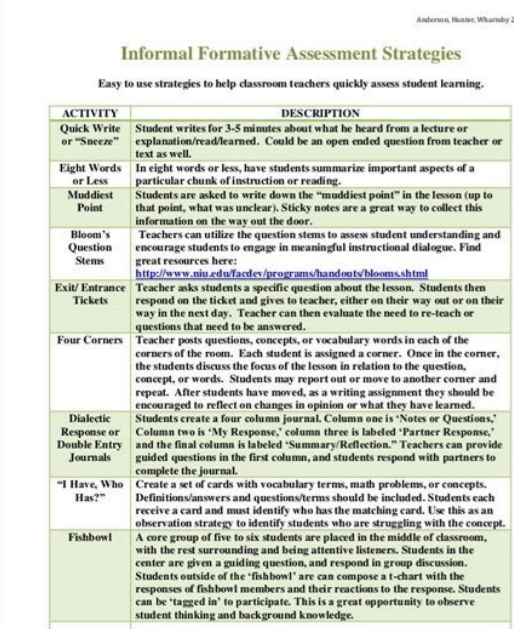 Anderson, Hunter, Wharmby 2
Informal Formative Assessment Strategies
Easy to use strategies to help classroom teachers quickly assess student learning.
ACTIVITY DESCRIPTION
Quick Write or “Sneeze”
Student writes for 3-5 minutes about what he heard from a lecture or
explanation/read/learned. Could be an open ended question from teacher or
text as well.
Eight Words or Less
In eight words or less, have students summarize important aspects of a
particular chunk of instruction or reading.
Muddiest Point
Students are asked to write down the “muddiest point” in the lesson (up to
that point, what was unclear). Sticky notes are a great way to collect this
information on the way out the door.
Bloom’s Question Stems
Teachers can utilize the question stems to assess student understanding and
encourage students to engage in meaningful instructional dialogue. Find
great resources here:
http://www.niu.edu/facdev/programs/handouts/blooms.shtml
Exit/ Entrance Tickets
Teacher asks students a specific question about the lesson. Students then
respond on the ticket and gives to teacher, either on their way out or on their
way in the next day. Teacher can then evaluate the need to re-teach or
questions that need to be answered.
Four Corners
Teacher posts questions, concepts, or vocabulary words in each of the
corners of the room. Each student is assigned a corner. Once in the corner,
the students discuss the focus of the lesson in relation to the question,
concept, or words. Students may report out or move to another corner and
repeat. After students have moved, as a writing assignment they should be
encouraged to reflect on changes in opinion or what they have learned.
Dialectic Response or Double Entry Journals
Students create a four column journal. Column one is ‘Notes or Questions,’
Column two is ‘My Response,’ column three is labeled ‘Partner Response,’
and the final column is labeled ‘Summary/Reflection.” Teachers can provide
guided questions in the first column, and students respond with partners to
complete the journal.
“I Have, Who Has?”
Create a set of cards with vocabulary terms, math problems, or concepts.
Definitions/answers and questions/terms should be included. Students each
receive a card and must identify who has the matching card. Use this as an
observation strategy to identify students who are struggling with the concept.
Fishbowl
A core group of five to six students are placed in the middle of classroom,
with the rest surrounding and being attentive listeners. Students in the
center are given a guiding question, and respond in group discussion.
Students outside of the ‘fishbowl’ are can compose a t-chart with the
responses of fishbowl members and their reactions to the response. Students
can be ‘tagged in’ to participate. This is a great opportunity to observe
student thinking and background knowledge.